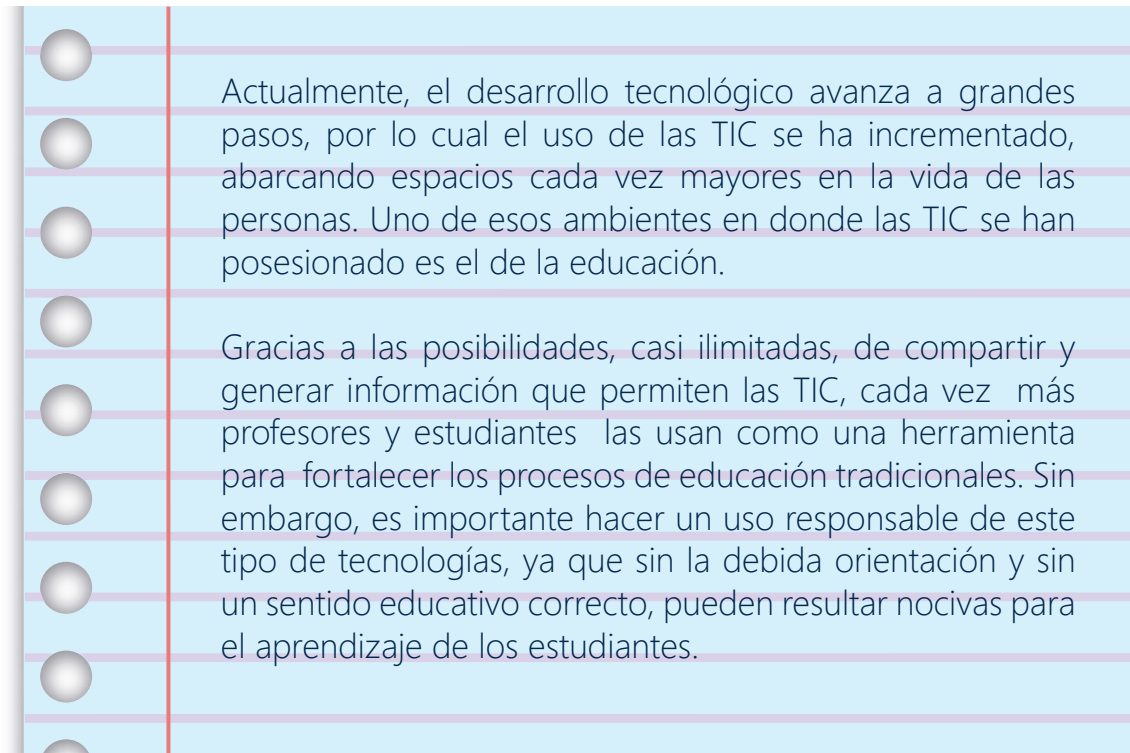 Actualmente, el desarrollo tecnológico avanza a grandes
pasos, por lo cual el uso de las TIC se ha incrementado,
abarcando espacios cada vez mayores en la vida de las
personas. Uno de esos ambientes en donde las TIC se han
posesionado es el de la educación.
Gracias a las posibilidades, casi ilimitadas, de compartir y
generar información que permiten las TIC, cada vez  más
profesores y estudiantes  las usan como una herramienta
para  fortalecer los procesos de educación tradicionales. Sin
embargo, es importante hacer un uso responsable de este
tipo de tecnologías, ya que sin la debida orientación y sin
un sentido educativo correcto, pueden resultar nocivas para
el aprendizaje de los estudiantes.